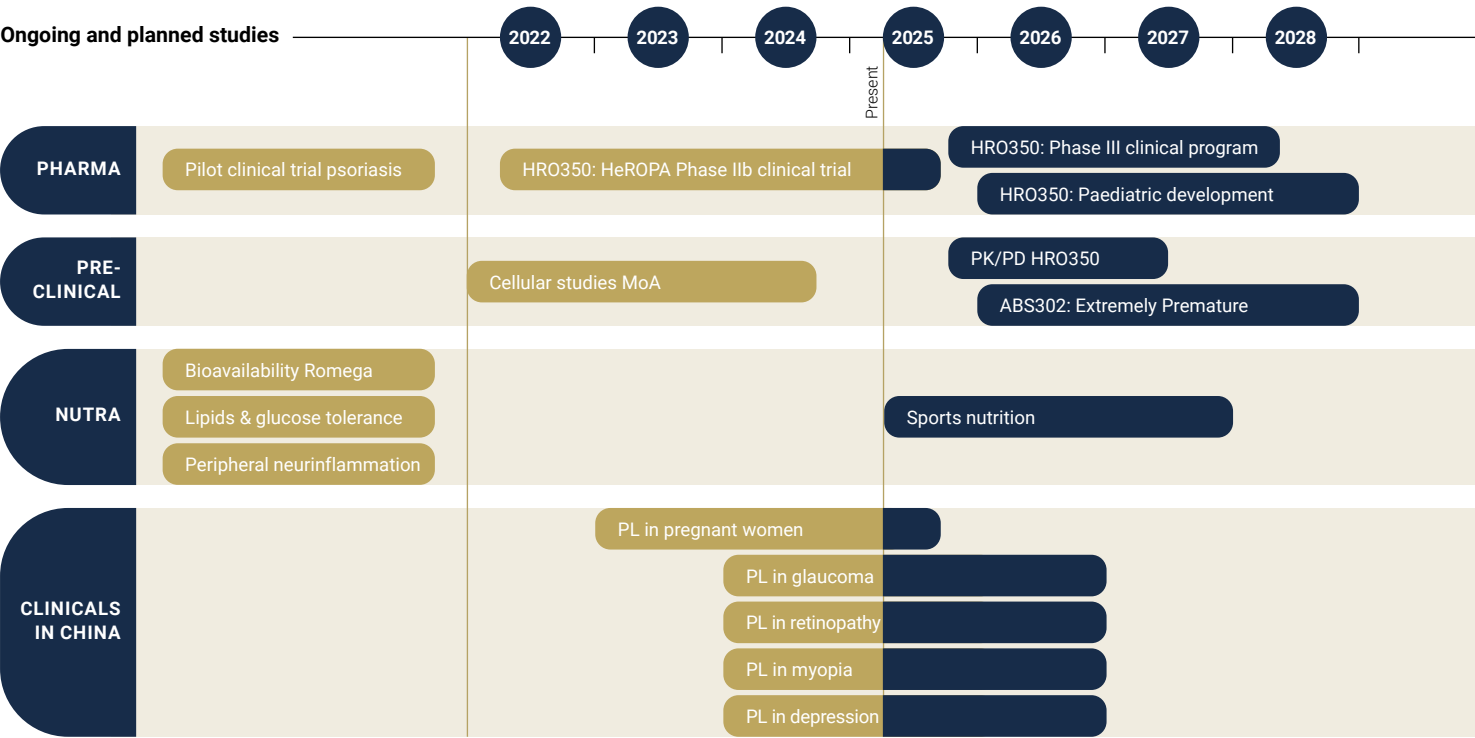 Ongoing and planned studies
2022
2023
2024
2025
2026
2027
2028
Present
PHARMA
Pilot clinical trial psoriasis
HRO350: HeROPA Phase IIb clinical trial
HRO350: Phase III clinical program
HRO350: Paediatric development
PRE-
CLINICAL
Cellular studies MoA
PK/PD HRO350
ABS302: Extremely Premature
NUTRA
Bioavailability Romega
Lipids & glucose tolerance
Peripheral neurinflammation
Sports nutrition
CLINICALS
IN CHINA
PL in pregnant women
PL in glaucoma
PL in retinopathy
PL in myopia
PL in depression